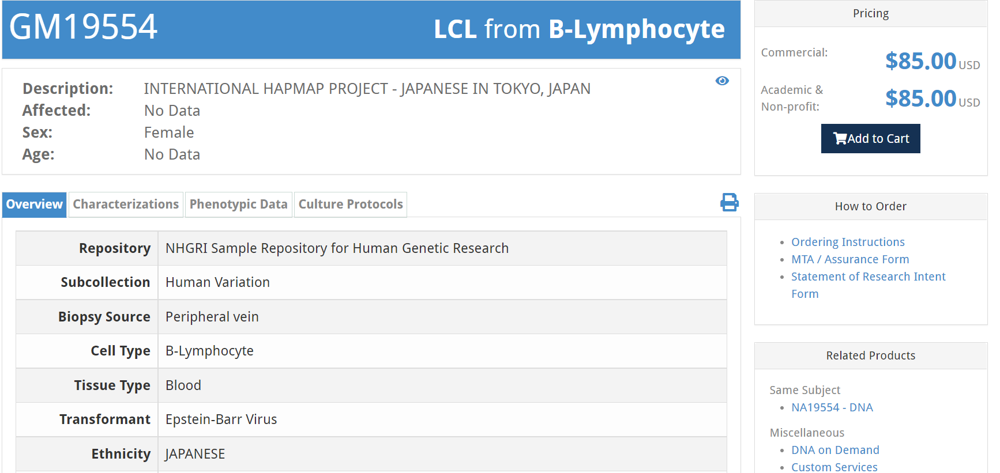 GM19554
LCL from B-Lymphocyte
Description: INTERNATIONAL HAPMAP PROJECT - JAPANESE IN TOKYO, JAPAN
Affected: No Data
Sex: Female
Age: No Data
Overview Characterizations Phenotypic Data Culture Protocols
Repository NHGRI Sample Repository for Human Genetic Research
Subcollection Human Variation
Biopsy Source Peripheral vein
Cell Type B-Lymphocyte
Tissue Type Blood
Transformant Epstein-Barr Virus
Ethnicity JAPANESE
Pricing
Commercial: $85.00 USD
Academic &
Non-profit: $85.00 USD
Add to Cart
How to Order
Ordering Instructions
MTA / Assurance Form
Statement of Research Intent
Form
Related Products
Same Subject
NA19554 - DNA
Miscellaneous
DNA on Demand
Custom Services